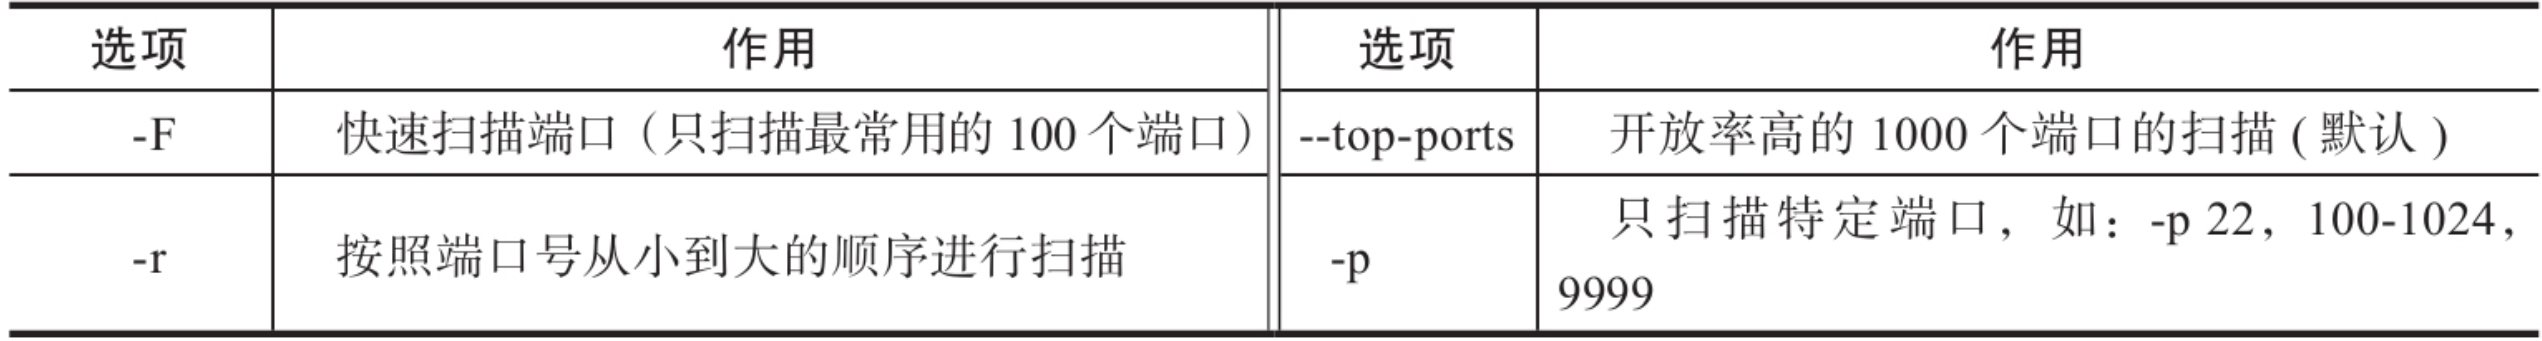 选项 作用 选项 作用
-F 快速扫描端口（只扫描最常用的 100 个端口） --top-ports 开放率高的 1000 个端口的扫描 ( 默认 )
-r 按照端口号从小到大的顺序进行扫描 -p 只扫描特定端口，如：-p 22，100-1024，
9999